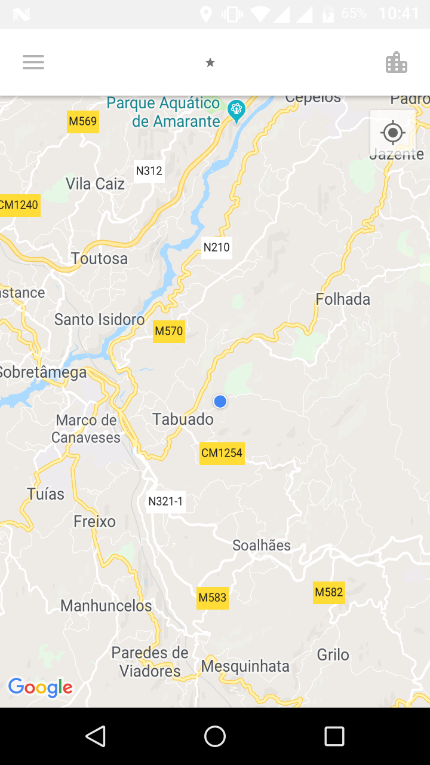 65% 10:41
Parque Aquático
de Amarante
Cepelos
Padro
M569
Jazente
N312
Vila Caiz
CM1240
N210
Toutosa
nstance
Folhada
Santo Isidoro
M570
Sobretâmega
Marco de
Canaveses
Tabuado
CM1254
Tuías
N321-1
Freixo
Soalhães
M583
M582
Manhuncelos
Paredes de
Viadores
Mesquinhata
Grilo
Google